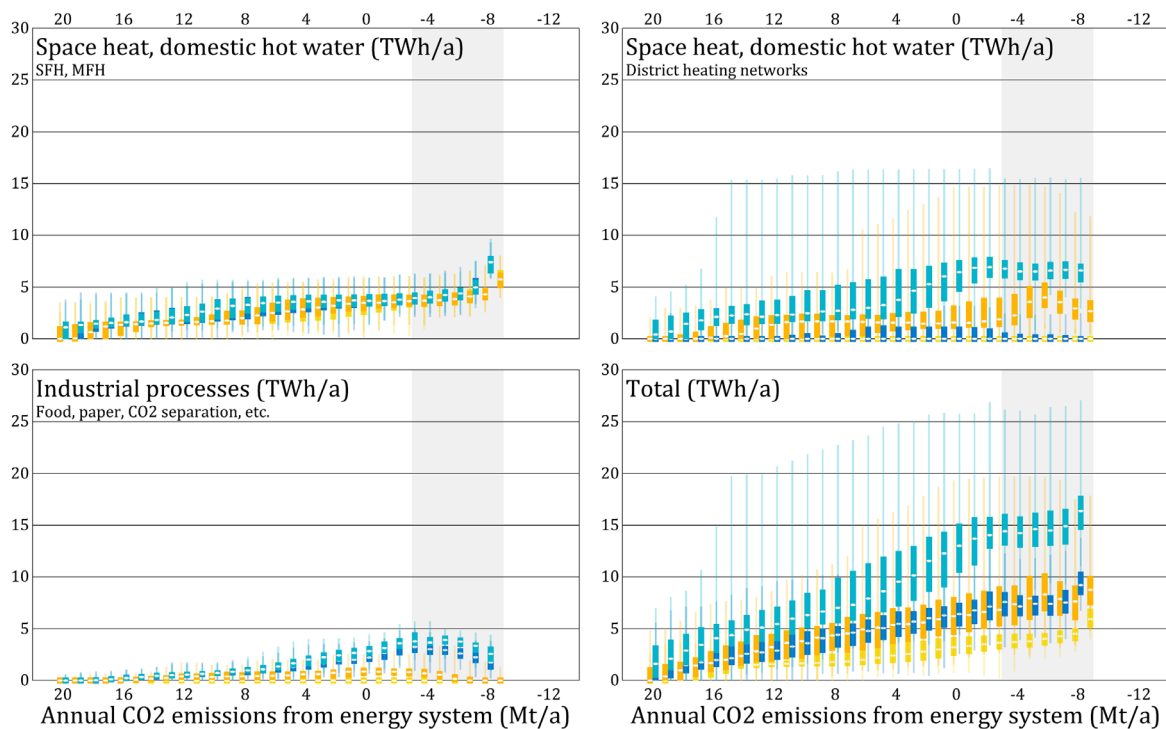 20 16 12 8 4 0 -4 -8 -12
20 16 12 8 4 0 -4 -8 -12
30
25
20
15
10
5
0
Space heat, domestic hot water (TWh/a)
SFH, MFH
30
25
20
15
10
5
0
Space heat, domestic hot water (TWh/a)
District heating networks
30
25
20
15
10
5
0
Industrial processes (TWh/a)
Food, paper, CO2 separation, etc.
30
25
20
15
10
5
0
Total (TWh/a)
20 16 12 8 4 0 -4 -8 -12
Annual CO2 emissions from energy system (Mt/a)
20 16 12 8 4 0 -4 -8 -12
Annual CO2 emissions from energy system (Mt/a)